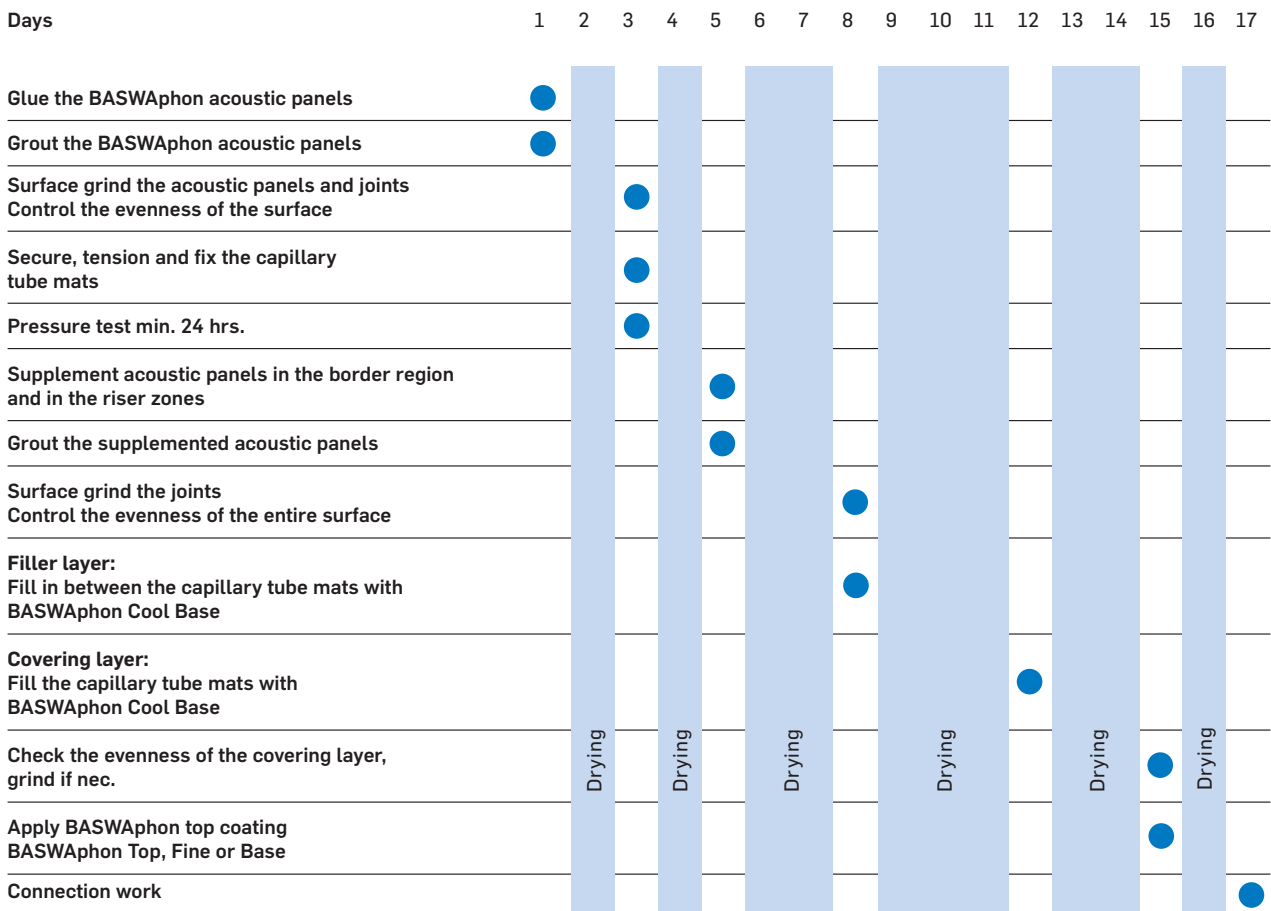 Days 1 2 3 4 5 6 7 8 9 10 11 12 13 14 15 16 17
Glue the BASWAphon acoustic panels
Grout the BASWAphon acoustic panels
Surface grind the acoustic panels and joints
Control the evenness of the surface
Secure, tension and fix the capillary
tube mats
Pressure test min. 24 hrs.
Supplement acoustic panels in the border region
and in the riser zones
Grout the supplemented acoustic panels
Surface grind the joints
Control the evenness of the entire surface
Filler layer:
Fill in between the capillary tube mats with
BASWAphon Cool Base
Covering layer:
Fill the capillary tube mats with
BASWAphon Cool Base
Check the evenness of the covering layer,
grind if nec.
Drying Drying Drying Drying Drying Drying
Apply BASWAphon top coating
BASWAphon Top, Fine or Base
Connection work